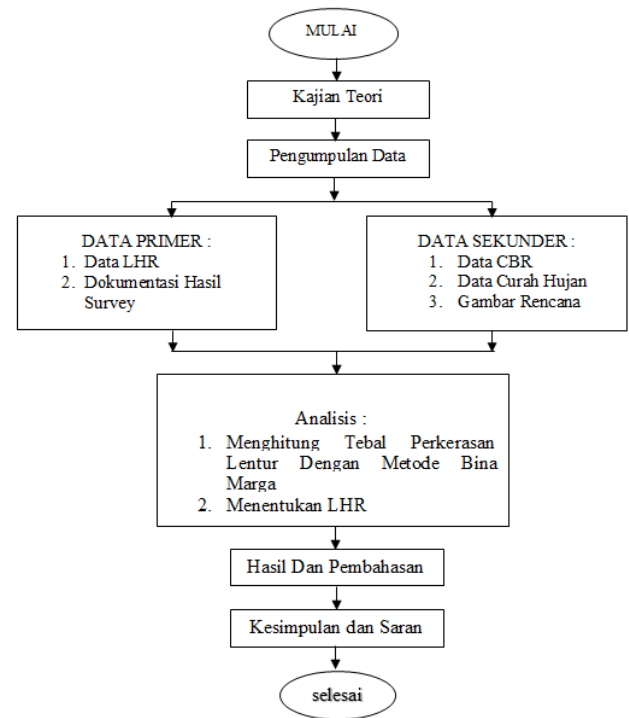 MULAI
Kajian Teori
Pengumpulan Data
DATA PRIMER :
1. Data LHR
2. Dokumentasi Hasil
Survey
DATA SEKUNDER :
1. Data CBR
2. Data Curah Hujan
3. Gambar Rencana
Analisis :
1. Menghitung Tebal Perkerasan
Lentur Dengan Metode Bina
Marga
2. Menentukan LHR
Hasil Dan Pembahasan
Kesimpulan dan Saran
selesai